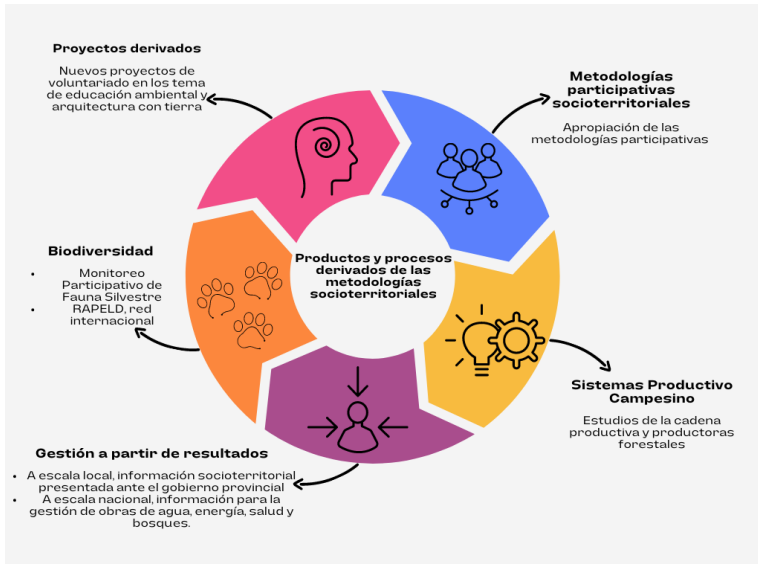 Proyectos derivados
Nuevos proyectos de
voluntariado en los tema
de educación ambiental y
arquitectura con tierra
Metodologías
participativas
socioterritoriales
Apropiación de las
metodologías participativas
Biodiversidad
• Monitoreo
Participativo de
Fauna Silvestre
• RAPELD, red
internacional
Productos y procesos
derivados de las
metodologías
socioterritoriales
Sistemas Productivo
Campesino
Estudios de la cadena
productiva y productoras
forestales
Gestión a partir de resultados
• A escala local, información socioterritorial
presentada ante el gobierno provincial
• A escala nacional, información para la
gestión de obras de agua, energía, salud y
bosques.